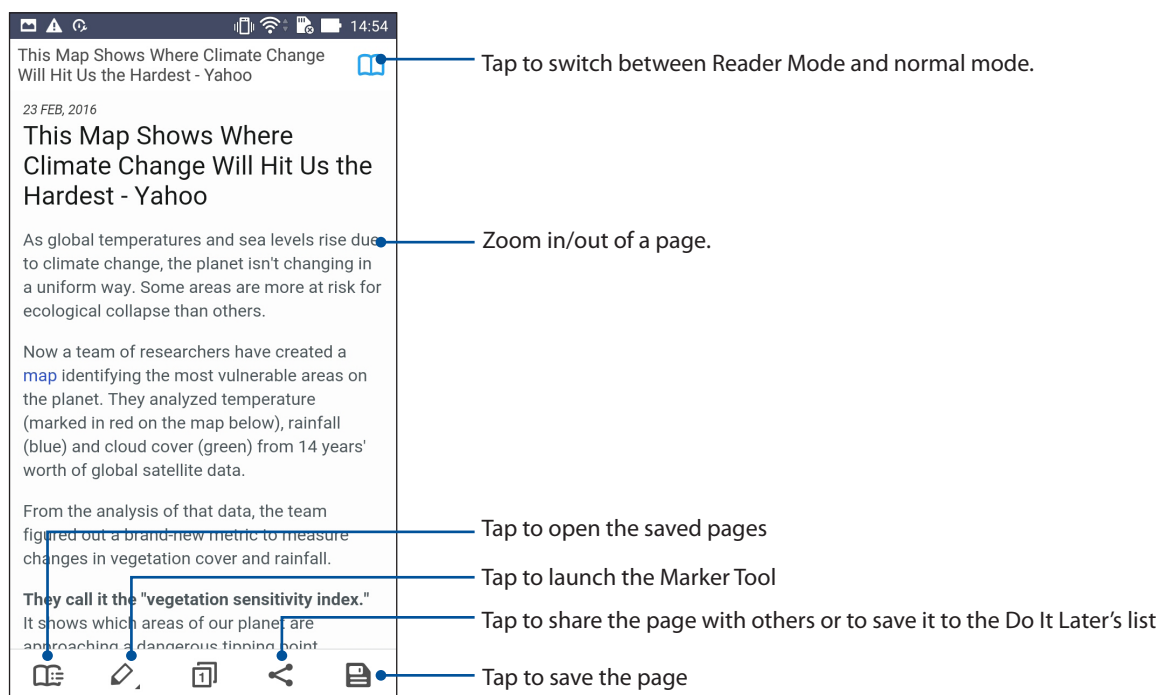 14:54
This Map Shows Where Climate Change
Will Hit Us the Hardest - Yahoo
Tap to switch between Reader Mode and normal mode.
23 FEB, 2016
This Map Shows Where
Climate Change Will Hit Us the
Hardest - Yahoo
As global temperatures and sea levels rise due
to climate change, the planet isn't changing in
a uniform way. Some areas are more at risk for
ecological collapse than others.
Zoom in/out of a page.
Now a team of researchers have created a
map identifying the most vulnerable areas on
the planet. They analyzed temperature
(marked in red on the map below), rainfall
(blue) and cloud cover (green) from 14 years'
worth of global satellite data.
From the analysis of that data, the team
figured out a brand-new metric to measure
changes in vegetation cover and rainfall.
They call it the "vegetation sensitivity index."
It shows which areas of our planet are
approaching a dangerous tipping point
Tap to open the saved pages
Tap to launch the Marker Tool
Tap to share the page with others or to save it to the Do It Later’s list
1
Tap to save the page